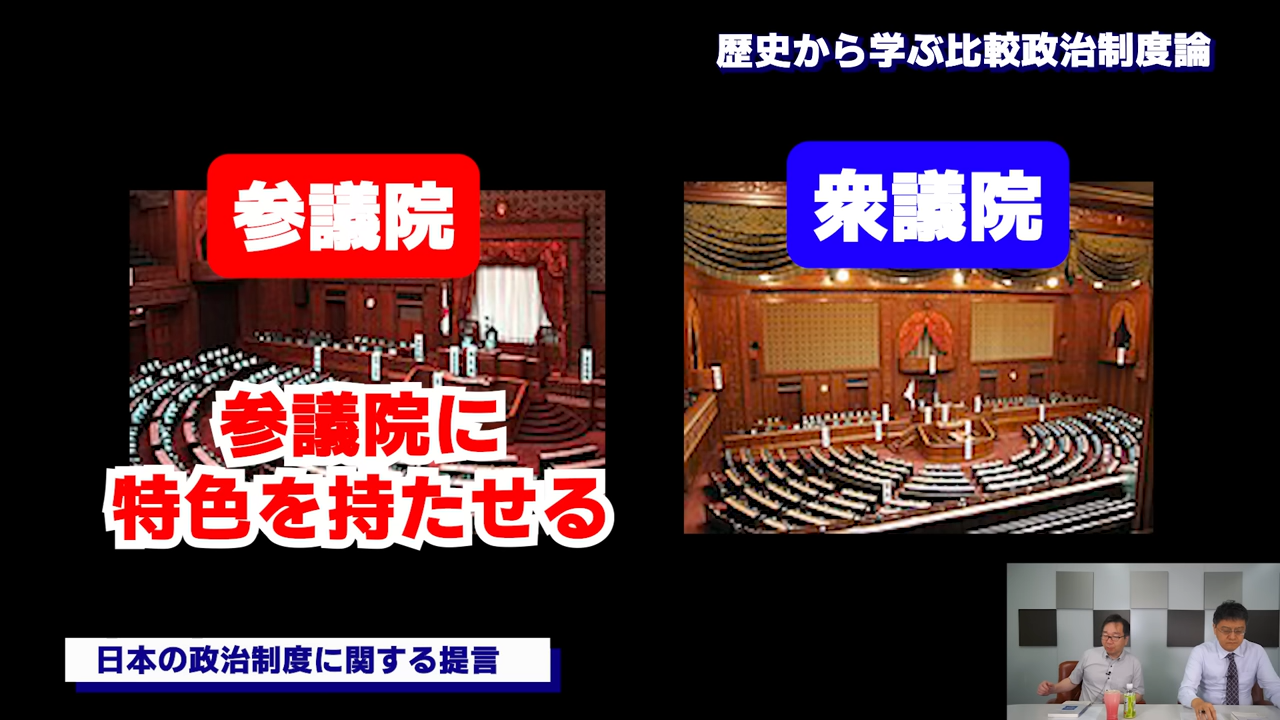 歴史から学ぶ比較政治制度論
参議院
衆議院
参議院に
特色を持たせる
日本の政治制度に関する提言